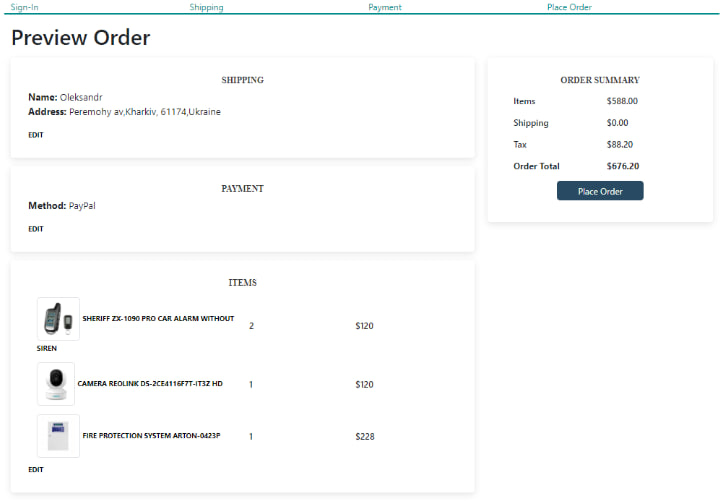 Sign-In Shipping Payment Place Order
Preview Order
SHIPPING
Name: Oleksandr
Address: Peremohy av,Kharkiv, 61174,Ukraine
EDIT
PAYMENT
Method: PayPal
EDIT
ITEMS
SHERIFF ZX-1090 PRO CAR ALARM WITHOUT 2 $120
SIREN
CAMERA REOLINK DS-2CE4116F7T-IT3Z HD 1 $120
FIRE PROTECTION SYSTEM ARTON-0423P 1 $228
EDIT
ORDER SUMMARY
Items $588.00
Shipping $0.00
Tax $88.20
Order Total $676.20
Place Order